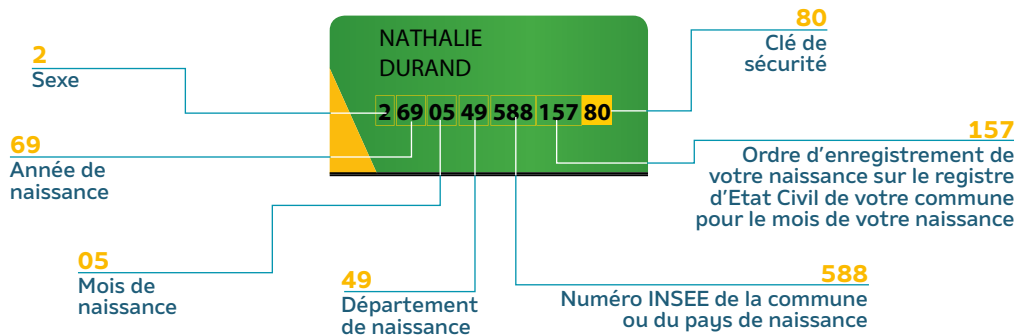 NATHALIE
DURAND
2 69 05 49 588 157 80
2
Sexe
69
Année de
naissance
05
Mois de
naissance
49
Département
de naissance
588
Numéro INSEE de la commune
ou du pays de naissance
157
Ordre d'enregistrement de
votre naissance sur le registre
d'Etat Civil de votre commune
pour le mois de votre naissance
80
Clé de
sécurité